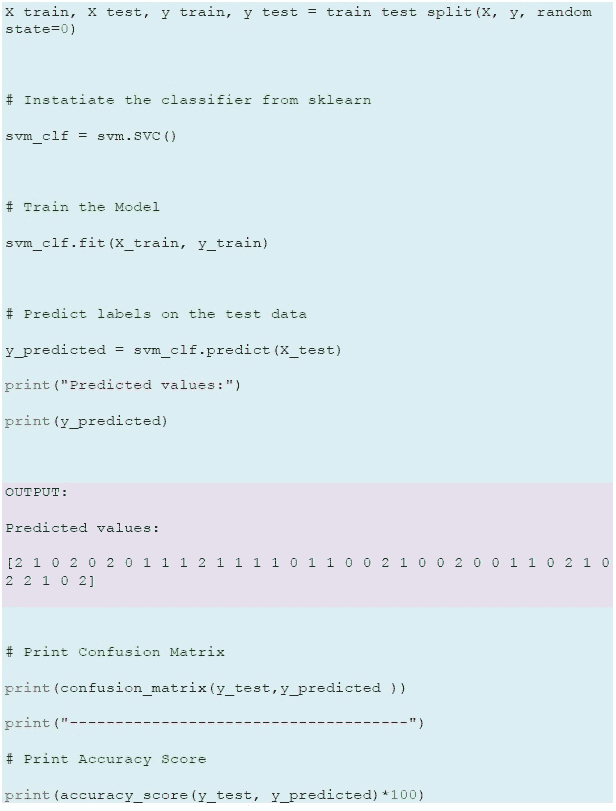 X train, X test, y train, y test = train test split(X, y, random
state=0)
# Instatiate the classifier from sklearn
svm_clf = svm.SVC()
# Train the Model
svm_clf.fit(X_train, y_train)
# Predict labels on the test data
y_predicted = svm_clf.predict(X_test)
print("Predicted values:")
print(y_predicted)
OUTPUT:
Predicted values:
[2 1 0 2 0 2 0 1 1 1 2 1 1 1 1 0 1 1 0 0 2 1 0 0 2 0 0 1 1 0 2 1 0
2 2 1 0 2]
# Print Confusion Matrix
print(confusion_matrix(y_test,y_predicted ))
print("-------------------------------------")
# Print Accuracy Score
print(accuracy_score(y_test, y_predicted)*100)